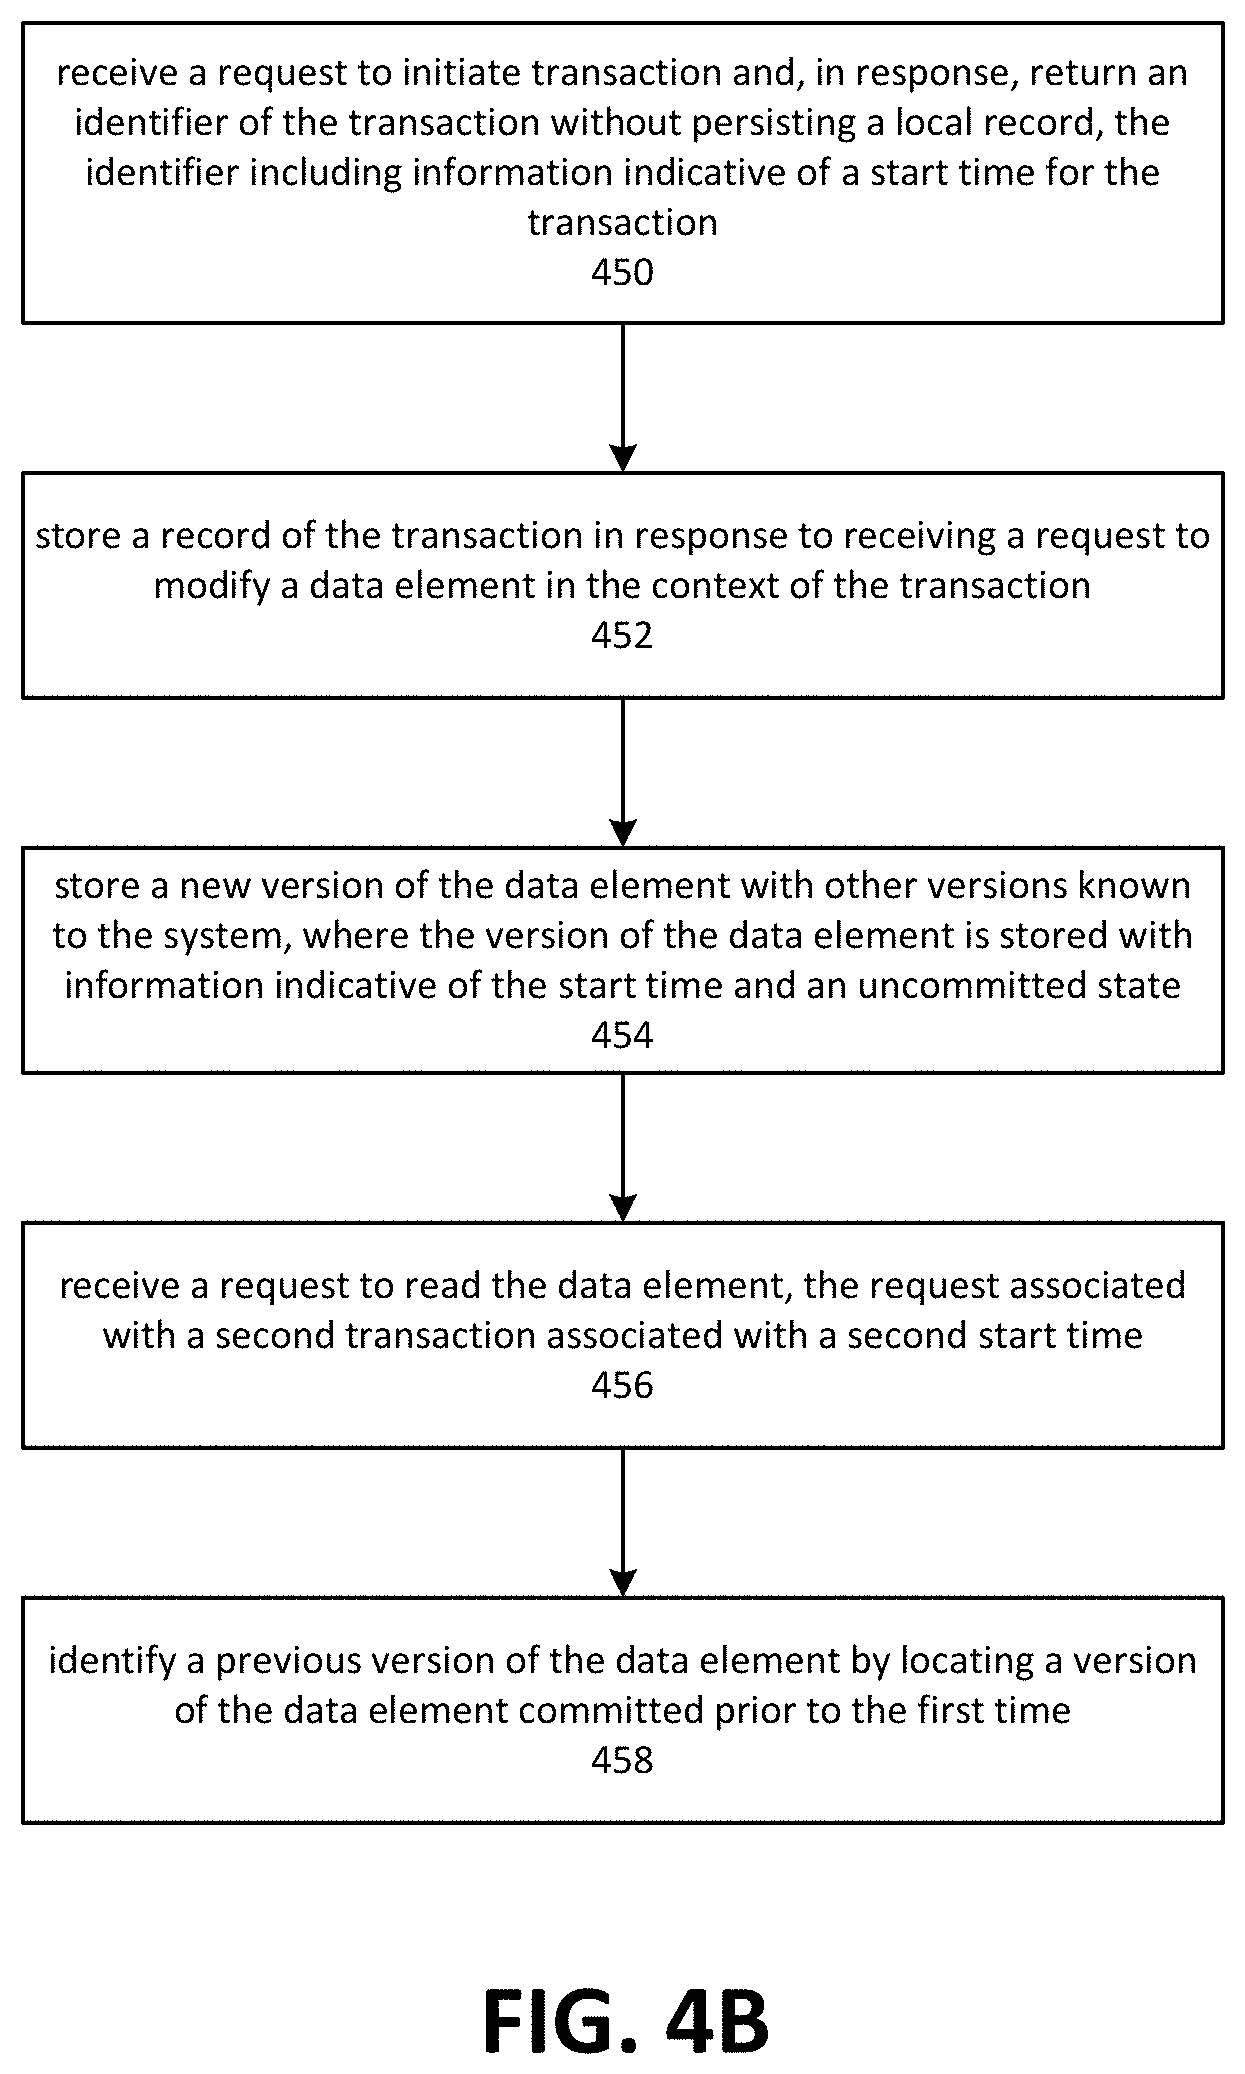 receive a request to initiate transaction and, in response, return an
identifier of the transaction without persisting a local record, the
identifier including information indicative of a start time for the
transaction
450
store a record of the transaction in response to receiving a request to
modify a data element in the context of the transaction
452
store a new version of the data element with other versions known
to the system, where the version of the data element is stored with
information indicative of the start time and an uncommitted state
454
receive a request to read the data element, the request associated
with a second transaction associated with a second start time
456
identify a previous version of the data element by locating a version
of the data element committed prior to the first time
458
FIG. 4B